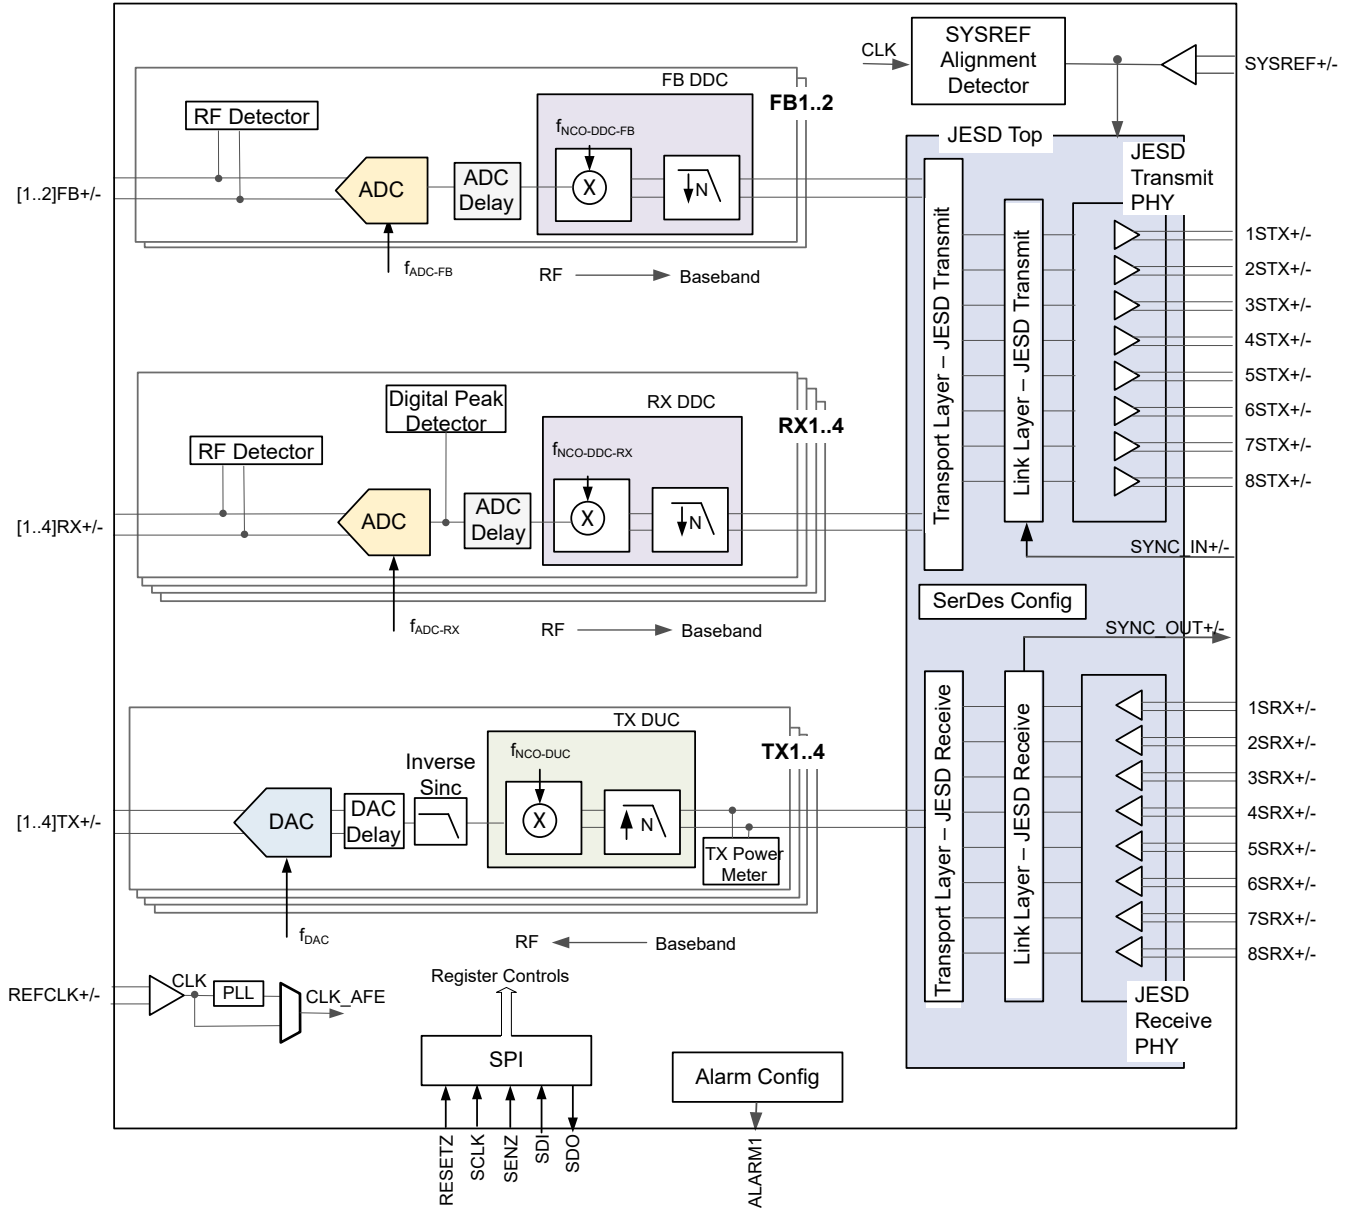 CLK
SYSREF
Alignment
Detector
SYSREF+/-
FB DDC
FB1..2
RF Detector
fNCO-DDC-FB
X
N
ADC
ADC
Delay
[1..2]FB+/-
fADC-FB
RF
Baseband
JESD Top
JESD
Transmit
PHY
Transport Layer – JESD Transmit
Link Layer – JESD Transmit
1STX+/-
2STX+/-
3STX+/-
4STX+/-
5STX+/-
6STX+/-
7STX+/-
8STX+/-
SYNC_IN+/-
Digital Peak
Detector
RX DDC
RX1..4
RF Detector
fNCO-DDC-RX
X
N
ADC
ADC
Delay
[1..4]RX+/-
fADC-RX
RF
Baseband
SerDes Config
SYNC_OUT+/-
TX DUC
TX1..4
Inverse
Sinc
fNCO-DUC
X
N
DAC
DAC
Delay
[1..4]TX+/-
TX Power
Meter
fDAC
RF
Baseband
Transport Layer – JESD Receive
Link Layer – JESD Receive
1SRX+/-
2SRX+/-
3SRX+/-
4SRX+/-
5SRX+/-
6SRX+/-
7SRX+/-
8SRX+/-
JESD
Receive
PHY
REFCLK+/-
CLK
PLL
CLK_AFE
Register Controls
SPI
Alarm Config
RESETZ
SCLK
SENZ
SDI
SDO
ALARM1